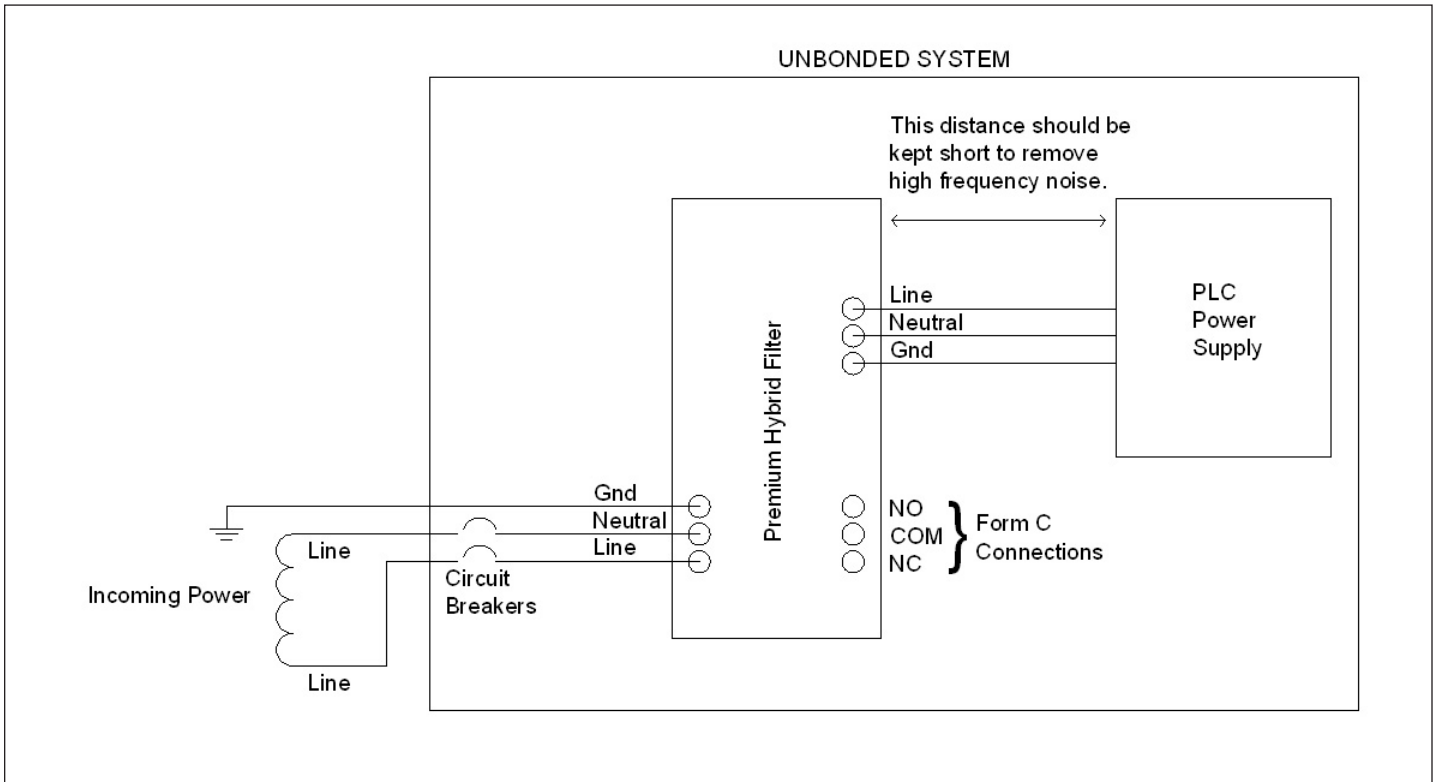 UNBONDED SYSTEM
This distance should be
kept short to remove
high frequency noise.
Line
Neutral
Gnd
PLC
Power
Supply
Premium Hybrid Filter
Gnd
Neutral
Line
NO
COM
NC
Form C
Connections
Line
Circuit
Breakers
Incoming Power
Line